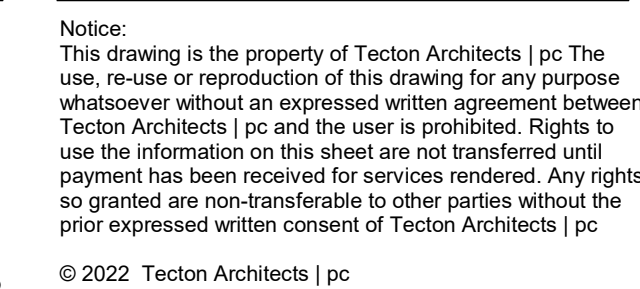 Notice:
This drawing is the property of Tecton Architects | pc The
use, re-use or reproduction of this drawing for any purpose
whatsoever without an expressed written agreement between
Tecton Architects | pc and the user is prohibited. Rights to
use the information on this sheet are not transferred until
payment has been received for services rendered. Any rights
so granted are non-transferable to other parties without the
prior expressed written consent of Tecton Architects | pc
© 2022  Tecton Architects | pc